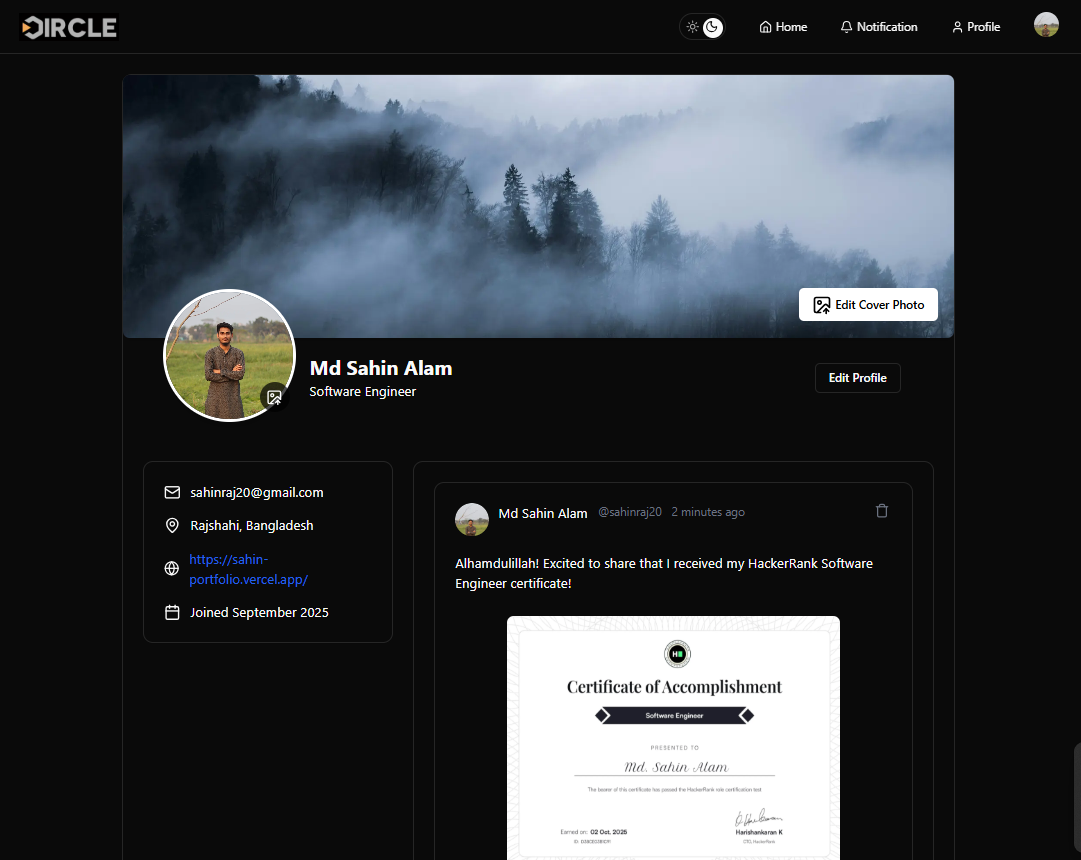 DIRCLE
Home
Notification
Profile
Edit Cover Photo
Md Sahin Alam
Software Engineer
Edit Profile
sahinraj20@gmail.com
Rajshahi, Bangladesh
https://sahin-
portfolio.vercel.app/
Joined September 2025
Md Sahin Alam @sahinraj20 2 minutes ago
Alhamdulillah! Excited to share that I received my HackerRank Software
Engineer certificate!
H
Certificate of Accomplishment
Software Engineer
PRESENTED TO
Md. Sahin Alam
The bearer of this certificate has passed the HackerRank role certification test
Earned on: 02 Oct, 2025
Harishankaran K
CTO, HackerRank